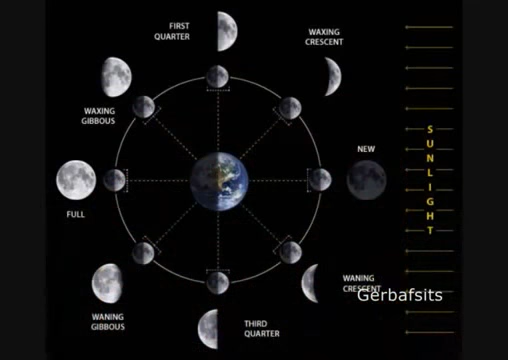 FIRST
QUARTER
WAXING
CRESCENT
WAXING
GIBBOUS
NEW
SUNLIGHT
FULL
WANING
CRESCENT
Gerbafsits
WANING
GIBBOUS
THIRD
QUARTER